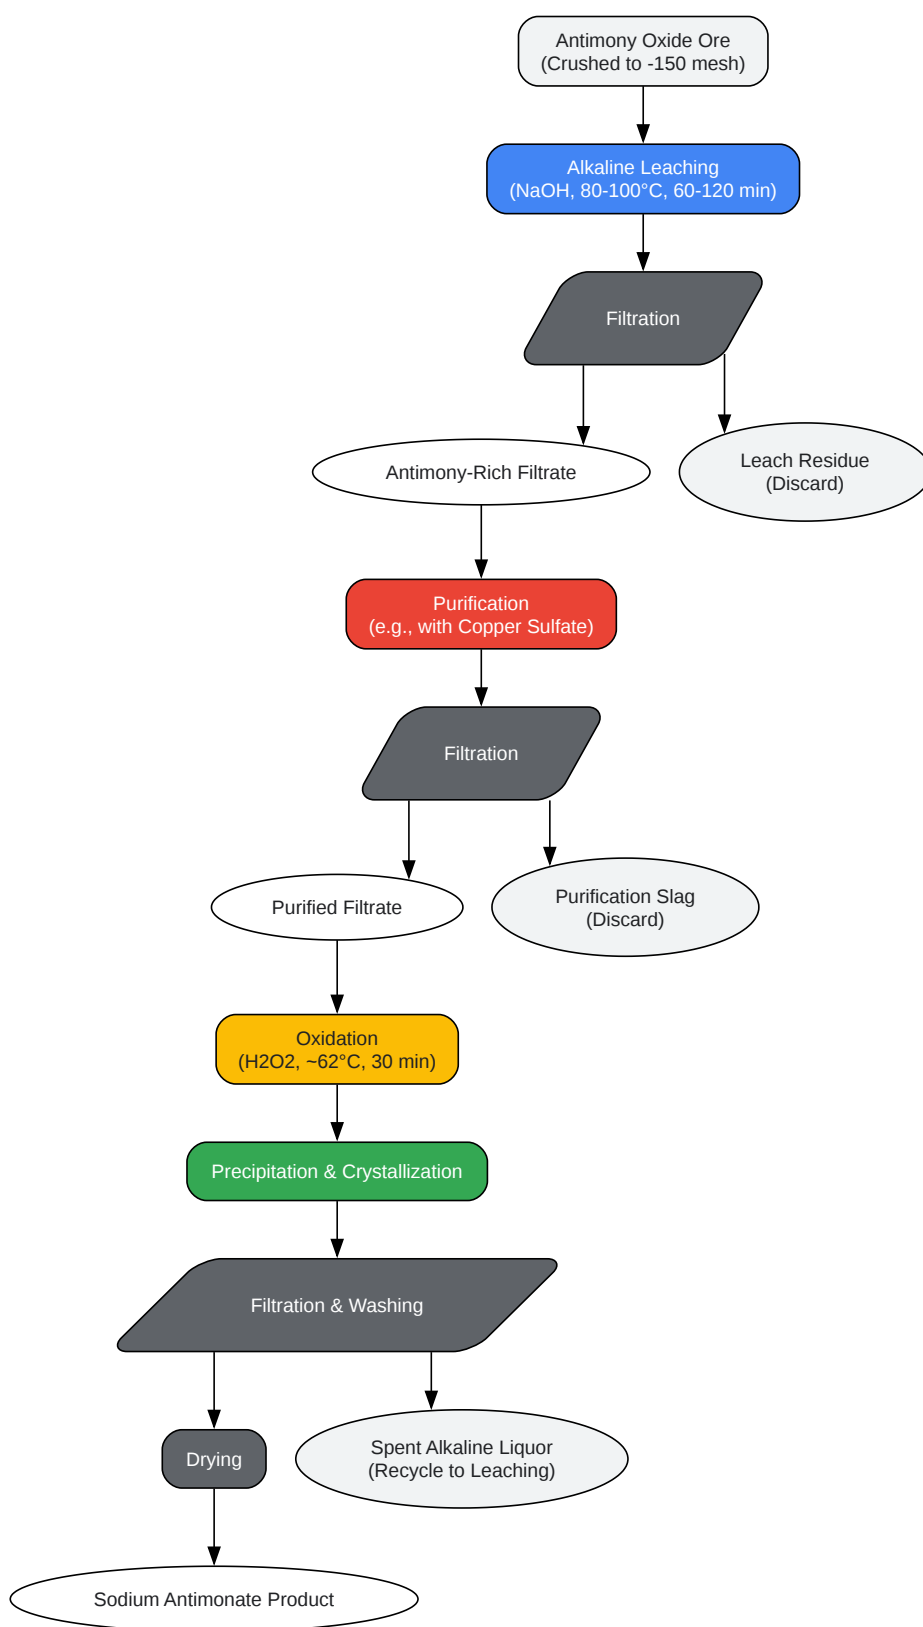 Antimony Oxide Ore
(Crushed to -150 mesh)
Alkaline Leaching
(NaOH, 80-100°C, 60-120 min)
Filtration
Antimony-Rich Filtrate
Leach Residue
(Discard)
Purification
(e.g., with Copper Sulfate)
Filtration
Purified Filtrate
Purification Slag
(Discard)
Oxidation
(H2O2, ~62°C, 30 min)
Precipitation & Crystallization
Filtration & Washing
Drying
Spent Alkaline Liquor
(Recycle to Leaching)
Sodium Antimonate Product